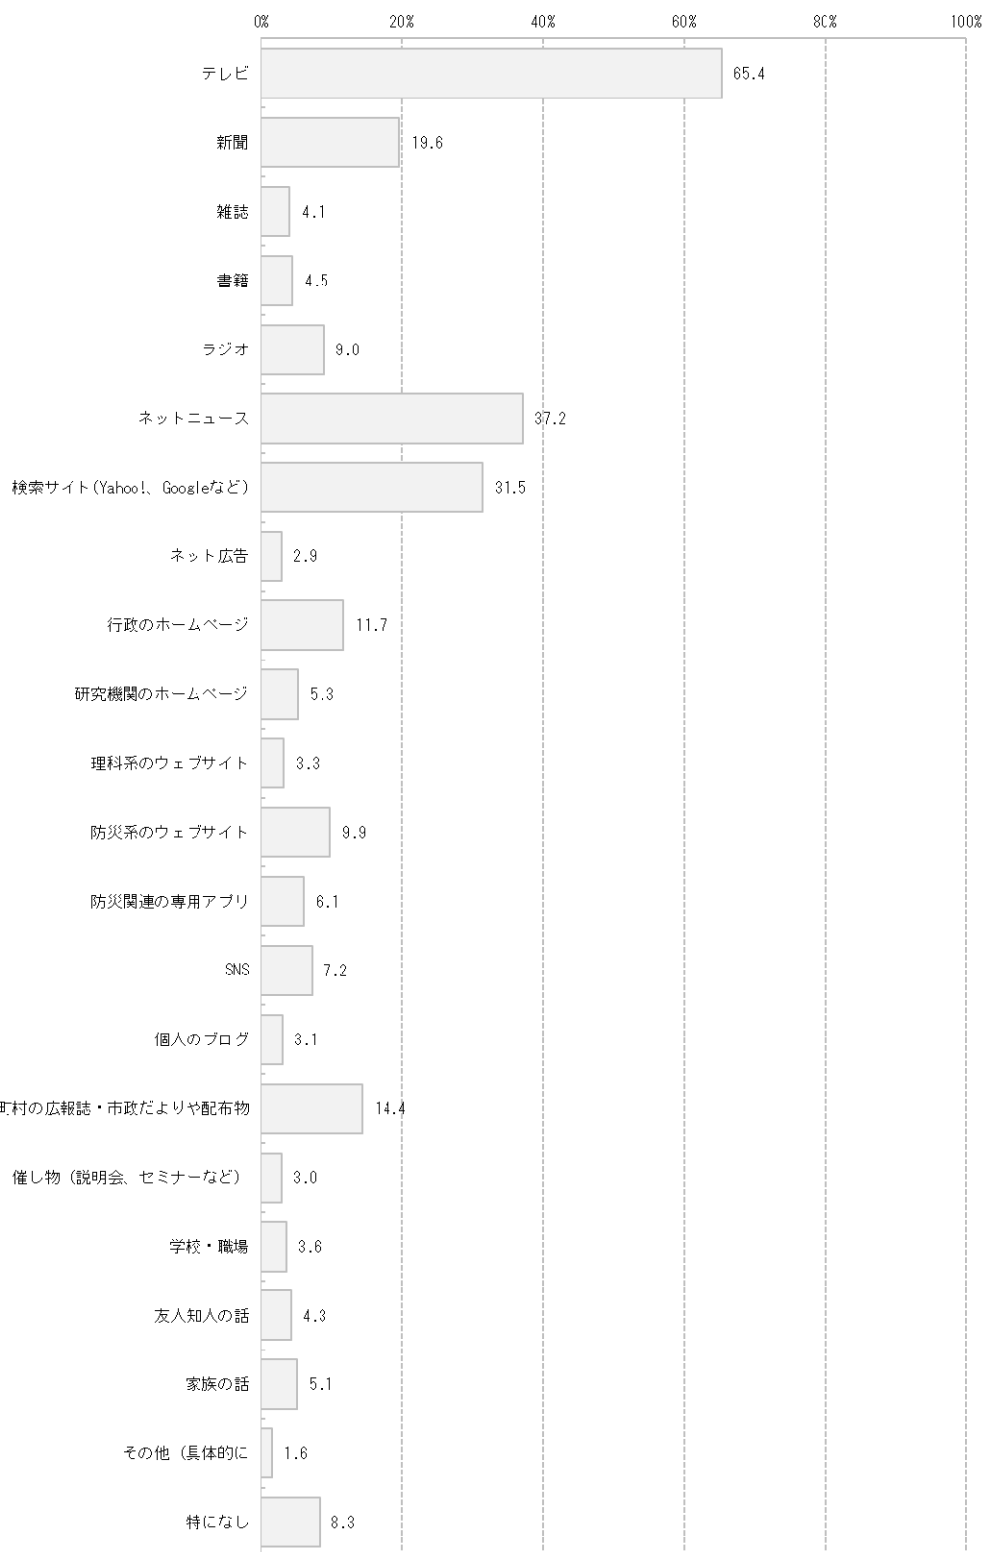 0% 20% 40% 60% 80% 100%
テレビ 65.4
新聞 19.6
雑誌 4.1
書籍 4.5
ラジオ 9.0
ネットニュース 37.2
検索サイト(Yahoo!、Googleなど) 31.5
ネット広告 2.9
行政のホームページ 11.7
研究機関のホームページ 5.3
理科系のウェブサイト 3.3
防災系のウェブサイト 9.9
防災関連の専用アプリ 6.1
SNS 7.2
個人のブログ 3.1
町村の広報誌・市政だよりや配布物 14.4
催し物（説明会、セミナーなど） 3.0
学校・職場 3.6
友人知人の話 4.3
家族の話 5.1
その他（具体的に 1.6
特になし 8.3